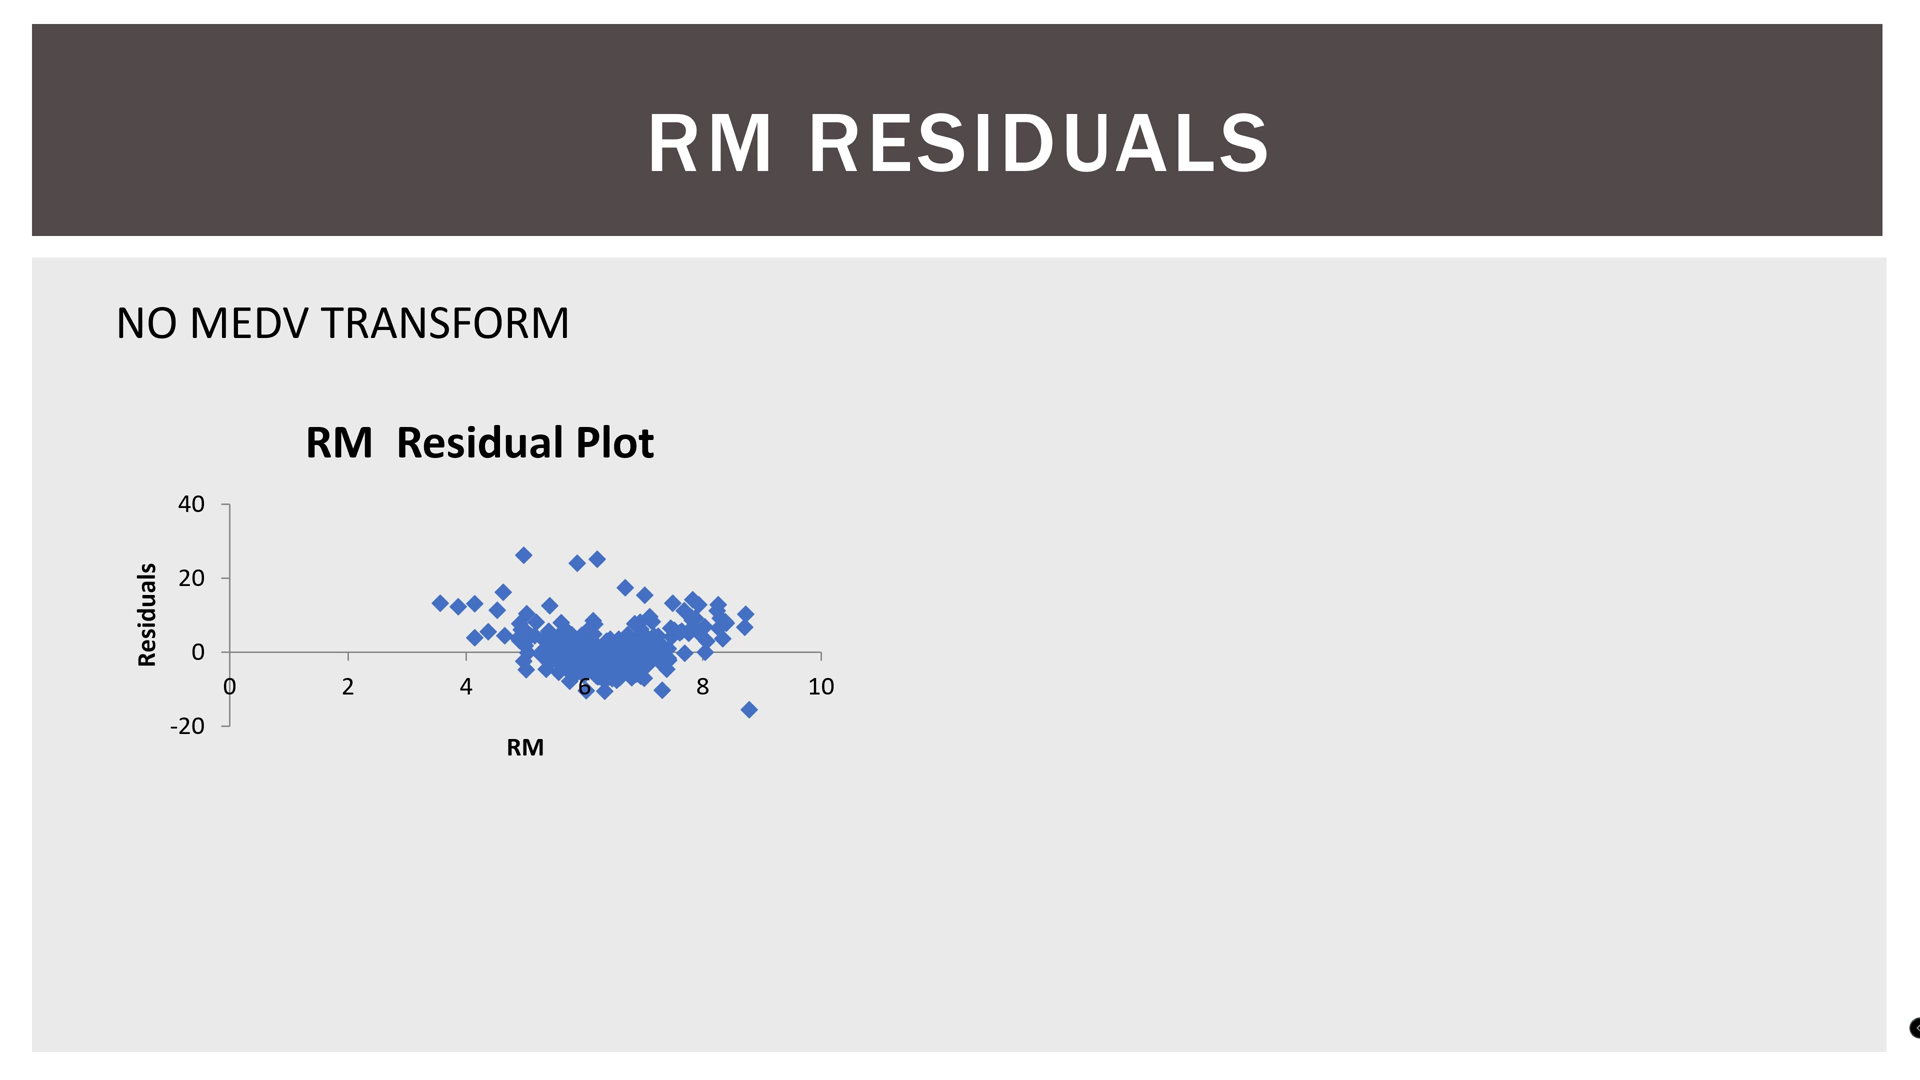 RM RESIDUALS
NO MEDV TRANSFORM
RM  Residual Plot
40
20
0
-20
Residuals
0 2 4 6 8 10
RM